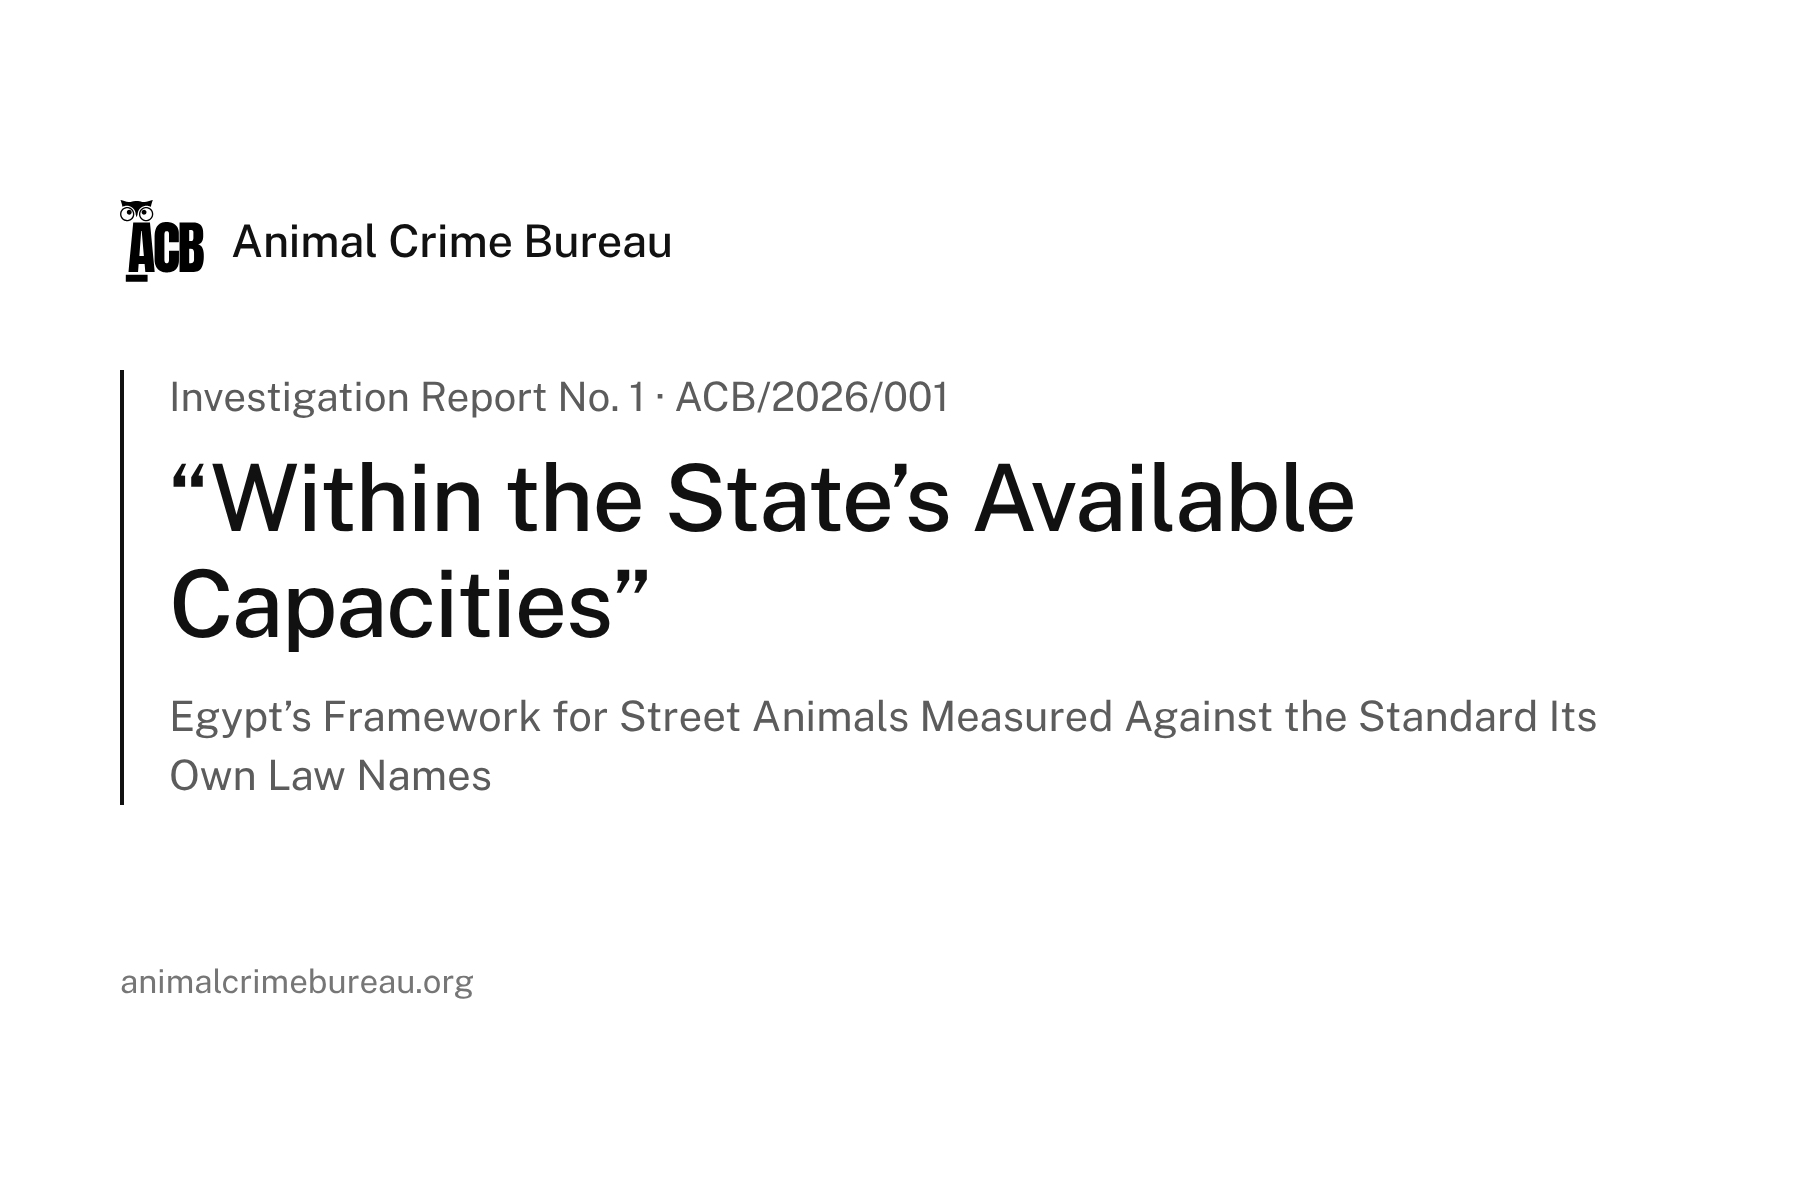 ACB Animal Crime Bureau
Investigation Report No. 1 · ACB/2026/001
“Within the State’s Available
Capacities”
Egypt’s Framework for Street Animals Measured Against the Standard Its
Own Law Names
animalcrimebureau.org